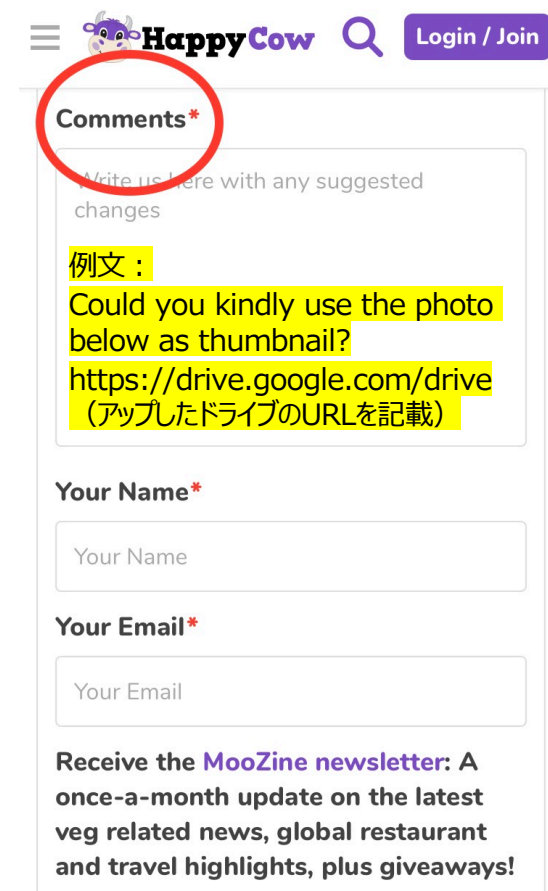 HappyCow Login / Join
Comments*
Write us here with any suggested
changes
例文：
Could you kindly use the photo
below as thumbnail?
https://drive.google.com/drive
（アップしたドライブのURLを記載）
Your Name*
Your Name
Your Email*
Your Email
Receive the MooZine newsletter: A
once-a-month update on the latest
veg related news, global restaurant
and travel highlights, plus giveaways!